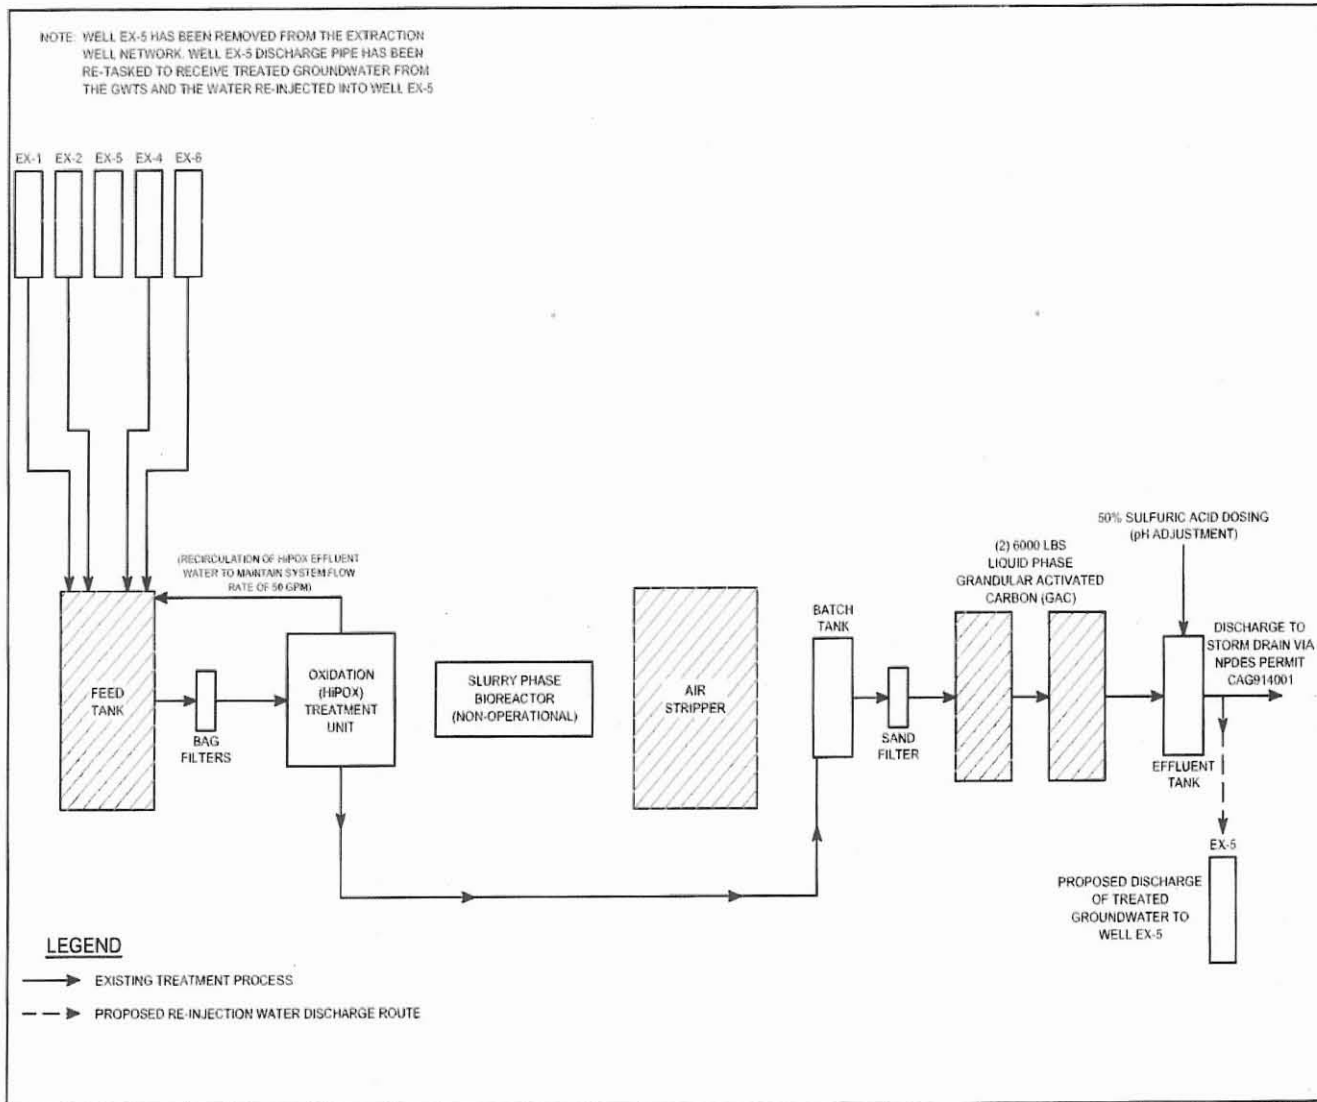 NOTE: WELL EX-5 HAS BEEN REMOVED FROM THE EXTRACTION
WELL NETWORK. WELL EX-5 DISCHARGE PIPE HAS BEEN
RE-TASKED TO RECEIVE TREATED GROUNDWATER FROM
THE GWTS AND THE WATER RE-INJECTED INTO WELL EX-5
EX-1 EX-2 EX-5 EX-4 EX-6
(RECIRCULATION OF HiPOX EFFLUENT
WATER TO MAINTAIN SYSTEM FLOW
RATE OF 50 GPM)
FEED
TANK
BAG
FILTERS
OXIDATION
(HiPOX)
TREATMENT
UNIT
SLURRY PHASE
BIOREACTOR
(NON-OPERATIONAL)
AIR
STRIPPER
BATCH
TANK
SAND
FILTER
(2) 6000 LBS
LIQUID PHASE
GRANDULAR ACTIVATED
CARBON (GAC)
50% SULFURIC ACID DOSING
(pH ADJUSTMENT)
EFFLUENT
TANK
DISCHARGE TO
STORM DRAIN VIA
NPDES PERMIT
CAG914001
EX-5
PROPOSED DISCHARGE
OF TREATED
GROUNDWATER TO
WELL EX-5
LEGEND
EXISTING TREATMENT PROCESS
PROPOSED RE-INJECTION WATER DISCHARGE ROUTE